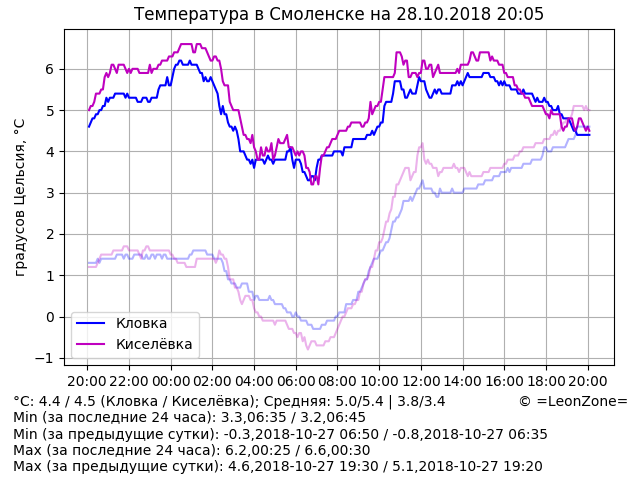 Температура в Смоленске на 28.10.2018 20:05
градусов Цельсия, °C
6
5
4
3
2
1
0
−1
Кловка
Киселёвка
20:00 22:00 00:00 02:00 04:00 06:00 08:00 10:00 12:00 14:00 16:00 18:00 20:00
°C: 4.4 / 4.5 (Кловка / Киселёвка); Средняя: 5.0/5.4 | 3.8/3.4 © =LeonZone=
Min (за последние 24 часа): 3.3,06:35 / 3.2,06:45
Min (за предыдущие сутки): -0.3,2018-10-27 06:50 / -0.8,2018-10-27 06:35
Max (за последние 24 часа): 6.2,00:25 / 6.6,00:30
Max (за предыдущие сутки): 4.6,2018-10-27 19:30 / 5.1,2018-10-27 19:20